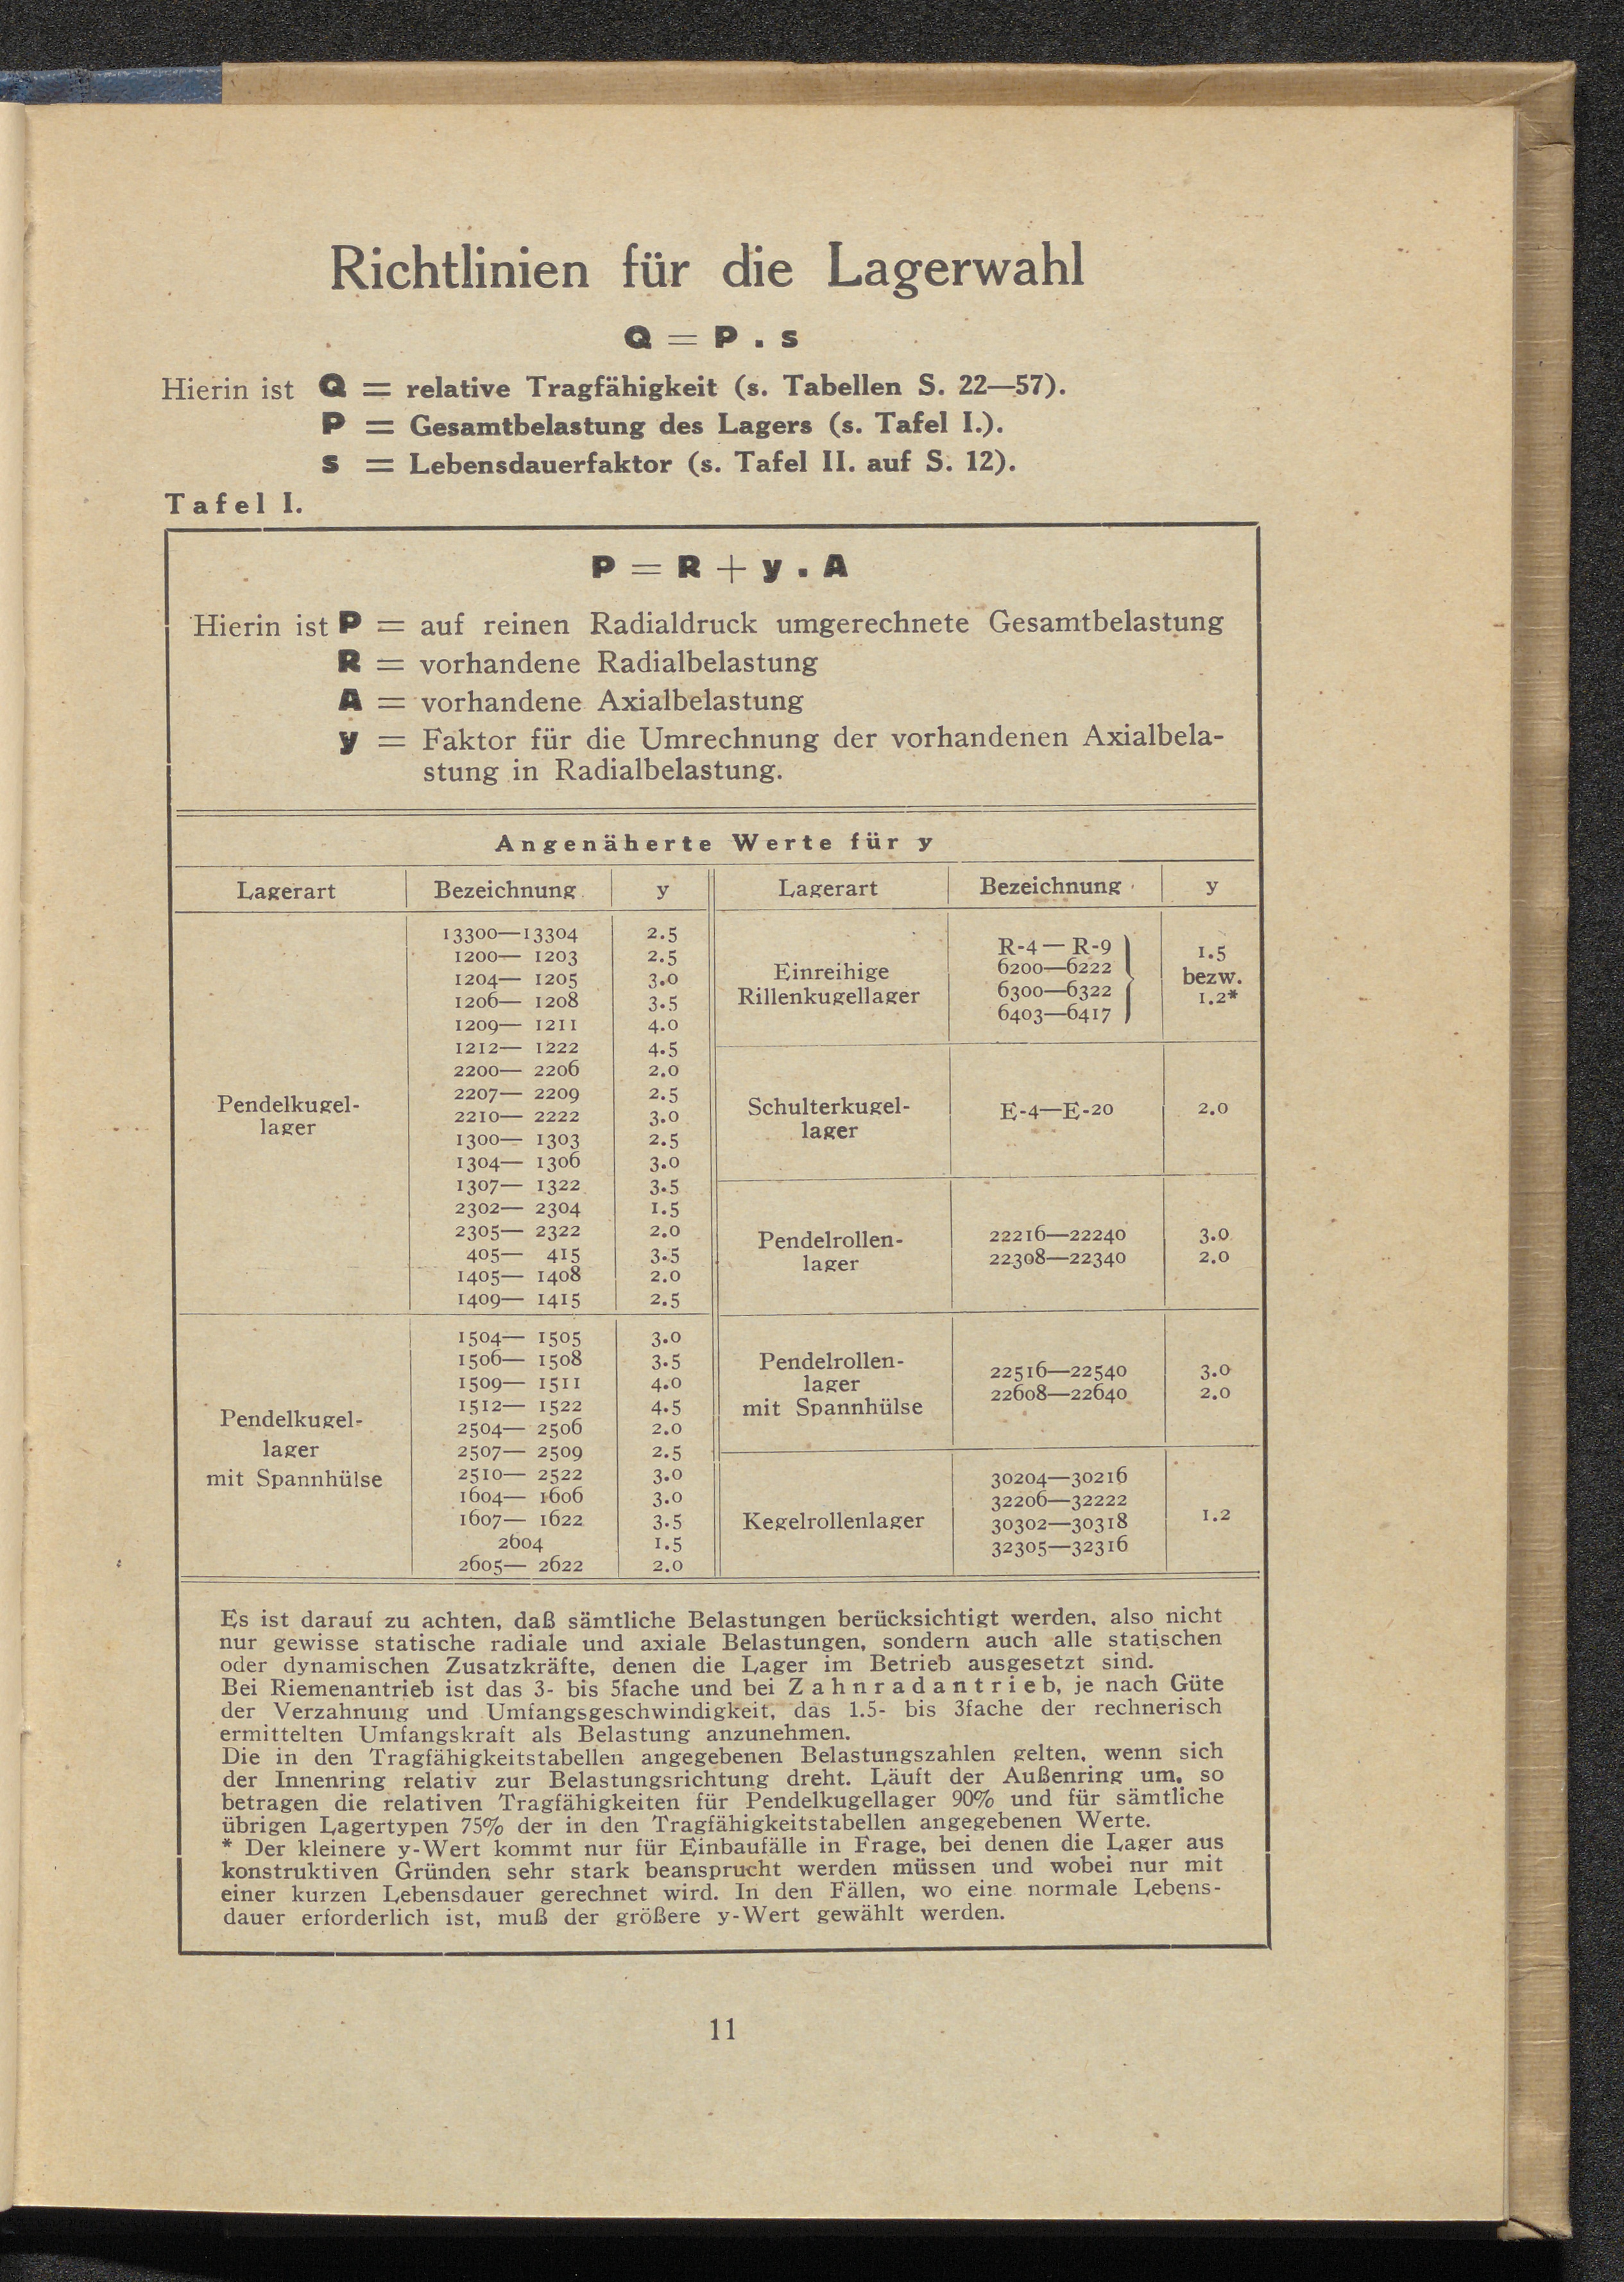 Richtlinien für die Lagerwahl
Q = P . s
Hierin ist Q = relative Tragfähigkeit (s. Tabellen S. 22—57).
P = Gesamtbelastung des Lagers (s. Tafel I.).
s = Lebensdauerfaktor (s. Tafel II. auf S. 12).
Tafel I.
P = R + y . A
Hierin ist P = auf reinen Radialdruck umgerechnete Gesamtbelastung
R = vorhandene Radialbelastung
A = vorhandene Axialbelastung
y = Faktor für die Umrechnung der vorhandenen Axialbela-
stung in Radialbelastung.
Angenäherte Werte für y
Lagerart Bezeichnung y
Pendelkugel-
lager
13300—13304 2.5
1200— 1203 2.5
1204— 1205 3.0
1206— 1208 3.5
1209— 1211 4.0
1212— 1222 4.5
2200— 2206 2.0
2207— 2209 2.5
2210— 2222 3.0
1300— 1303 2.5
1304— 1306 3.0
1307— 1322 3.5
2302— 2304 1.5
2305— 2322 2.0
405— 415 3.5
1405— 1408 2.0
1409— 1415 2.5
Pendelkugel-
lager
mit Spannhülse
1504— 1505 3.0
1506— 1508 3.5
1509— 1511 4.0
1512— 1522 4.5
2504— 2506 2.0
2507— 2509 2.5
2510— 2522 3.0
1604— 1606 3.0
1607— 1622 3.5
2604 1.5
2605— 2622 2.0
Lagerart Bezeichnung y
Einreihige
Rillenkugellager
R-4 — R-9
6200—6222
6300—6322
6403—6417
1.5
bezw.
1.2*
Schulterkugel-
lager
E-4—E-20 2.0
Pendelrollen-
lager
22216—22240 3.0
22308—22340 2.0
Pendelrollen-
lager
mit Spannhülse
22516—22540 3.0
22608—22640 2.0
Kegelrollenlager
30204—30216
32206—32222
30302—30318
32305—32316
1.2
Es ist darauf zu achten, daß sämtliche Belastungen berücksichtigt werden, also nicht
nur gewisse statische radiale und axiale Belastungen, sondern auch alle statischen
oder dynamischen Zusatzkräfte, denen die Lager im Betrieb ausgesetzt sind.
Bei Riemenantrieb ist das 3- bis 5fache und bei Zahnradantrieb, je nach Güte
der Verzahnung und Umfangsgeschwindigkeit, das 1.5- bis 3fache der rechnerisch
ermittelten Umfangskraft als Belastung anzunehmen.
Die in den Tragfähigkeitstabellen angegebenen Belastungszahlen gelten, wenn sich
der Innenring relativ zur Belastungsrichtung dreht. Läuft der Außenring um, so
betragen die relativen Tragfähigkeiten für Pendelkugellager 90% und für sämtliche
übrigen Lagertypen 75% der in den Tragfähigkeitstabellen angegebenen Werte.
* Der kleinere y-Wert kommt nur für Einbaufälle in Frage, bei denen die Lager aus
konstruktiven Gründen sehr stark beansprucht werden müssen und wobei nur mit
einer kurzen Lebensdauer gerechnet wird. In den Fällen, wo eine normale Lebens-
dauer erforderlich ist, muß der größere y-Wert gewählt werden.
11